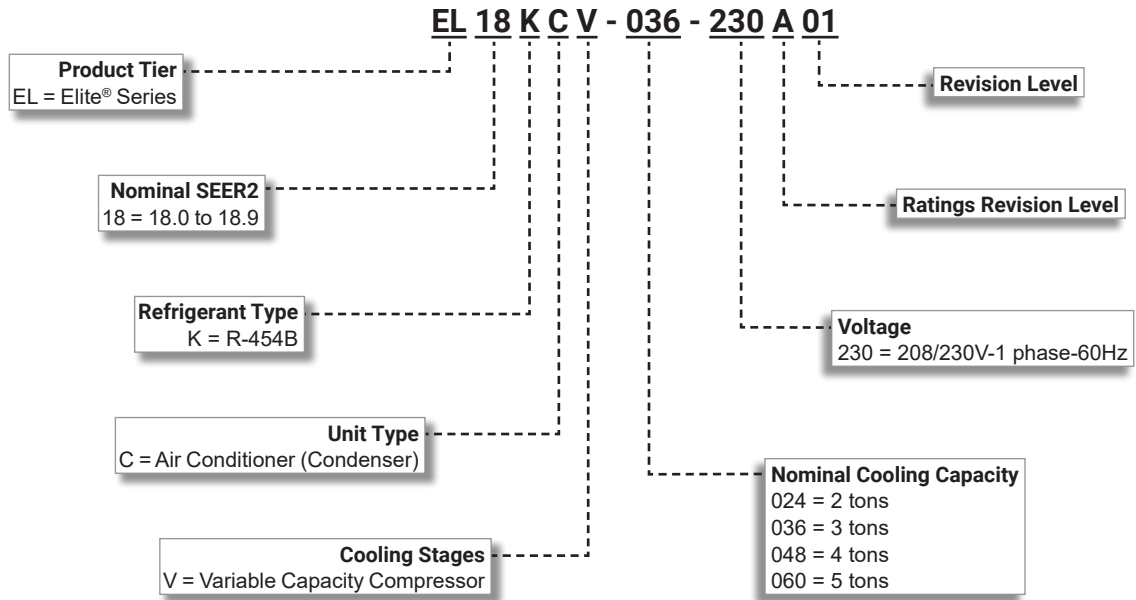 EL 18 K C V - 036 - 230 A 01
Product Tier
EL = Elite® Series
Revision Level
Nominal SEER2
18 = 18.0 to 18.9
Ratings Revision Level
Refrigerant Type
K = R-454B
Voltage
230 = 208/230V-1 phase-60Hz
Unit Type
C = Air Conditioner (Condenser)
Nominal Cooling Capacity
024 = 2 tons
036 = 3 tons
048 = 4 tons
060 = 5 tons
Cooling Stages
V = Variable Capacity Compressor